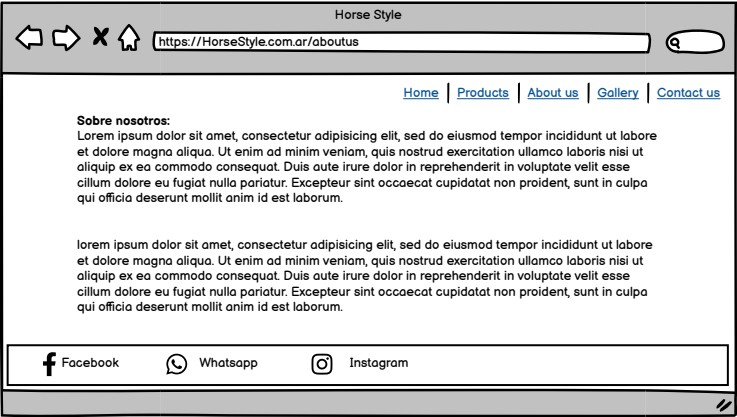 Horse Style
https://HorseStyle.com.ar/aboutus
Home Products About us Gallery Contact us
Sobre nosotros:
Lorem ipsum dolor sit amet, consectetur adipisicing elit, sed do eiusmod tempor incididunt ut labore
et dolore magna aliqua. Ut enim ad minim veniam, quis nostrud exercitation ullamco laboris nisi ut
aliquip ex ea commodo consequat. Duis aute irure dolor in reprehenderit in voluptate velit esse
cillum dolore eu fugiat nulla pariatur. Excepteur sint occaecat cupidatat non proident, sunt in culpa
qui officia deserunt mollit anim id est laborum.
lorem ipsum dolor sit amet, consectetur adipisicing elit, sed do eiusmod tempor incididunt ut labore
et dolore magna aliqua. Ut enim ad minim veniam, quis nostrud exercitation ullamco laboris nisi ut
aliquip ex ea commodo consequat. Duis aute irure dolor in reprehenderit in voluptate velit esse
cillum dolore eu fugiat nulla pariatur. Excepteur sint occaecat cupidatat non proident, sunt in culpa
qui officia deserunt mollit anim id est laborum.
Facebook Whatsapp Instagram